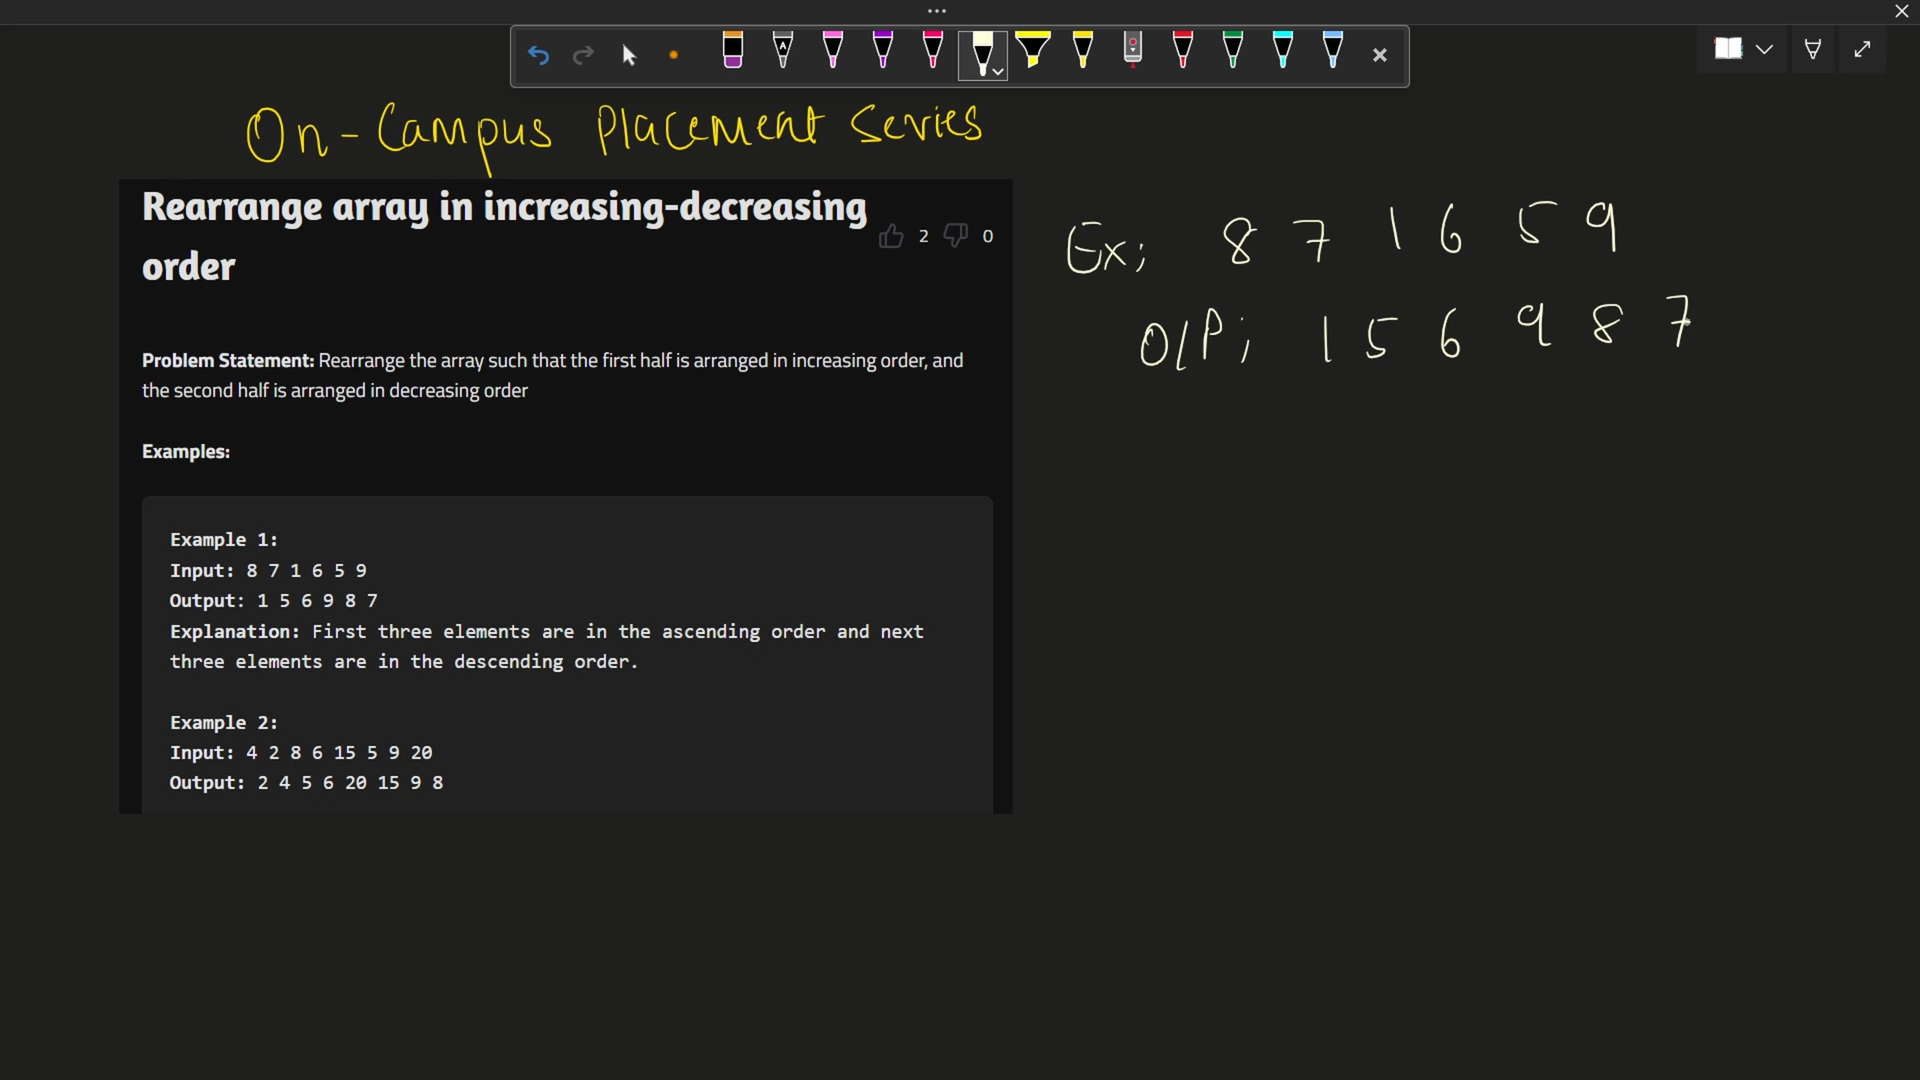 On-Campus Placement Series
Rearrange array in increasing-decreasing
order
2 0
Problem Statement: Rearrange the array such that the first half is arranged in increasing order, and
the second half is arranged in decreasing order
Examples:
Example 1:
Input: 8 7 1 6 5 9
Output: 1 5 6 9 8 7
Explanation: First three elements are in the ascending order and next
three elements are in the descending order.
Example 2:
Input: 4 2 8 6 15 5 9 20
Output: 2 4 5 6 20 15 9 8
Ex; 8 7 1 6 5 9
O/P; 1 5 6 9 8 7